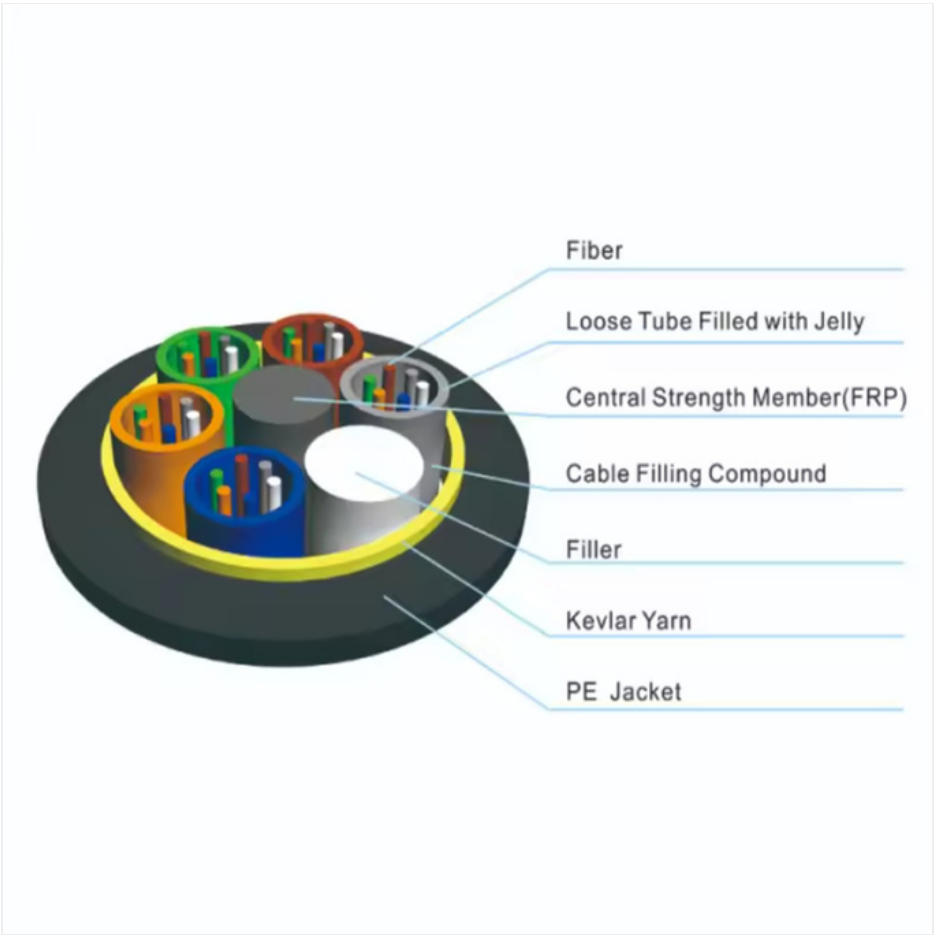 Fiber
Loose Tube Filled with Jelly
Central Strength Member(FRP)
Cable Filling Compound
Filler
Kevlar Yarn
PE Jacket